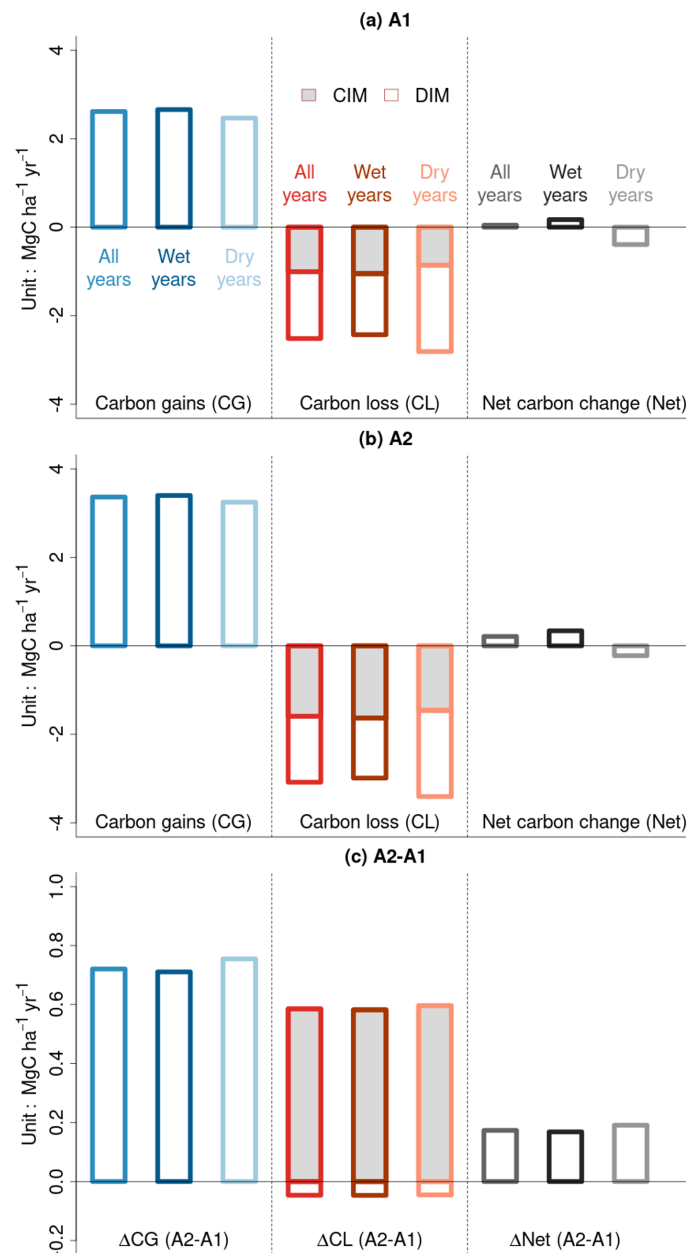 (a) A1
4
2
0
-2
-4
Unit : MgC ha⁻¹ yr⁻¹
CIM
DIM
All
years
Wet
years
Dry
years
All
years
Wet
years
Dry
years
All
years
Wet
years
Dry
years
Carbon gains (CG)
Carbon loss (CL)
Net carbon change (Net)
(b) A2
4
2
0
-2
-4
Unit : MgC ha⁻¹ yr⁻¹
Carbon gains (CG)
Carbon loss (CL)
Net carbon change (Net)
(c) A2-A1
1.0
0.8
0.6
0.4
0.2
0.0
-0.2
Unit : MgC ha⁻¹ yr⁻¹
ΔCG (A2-A1)
ΔCL (A2-A1)
ΔNet (A2-A1)